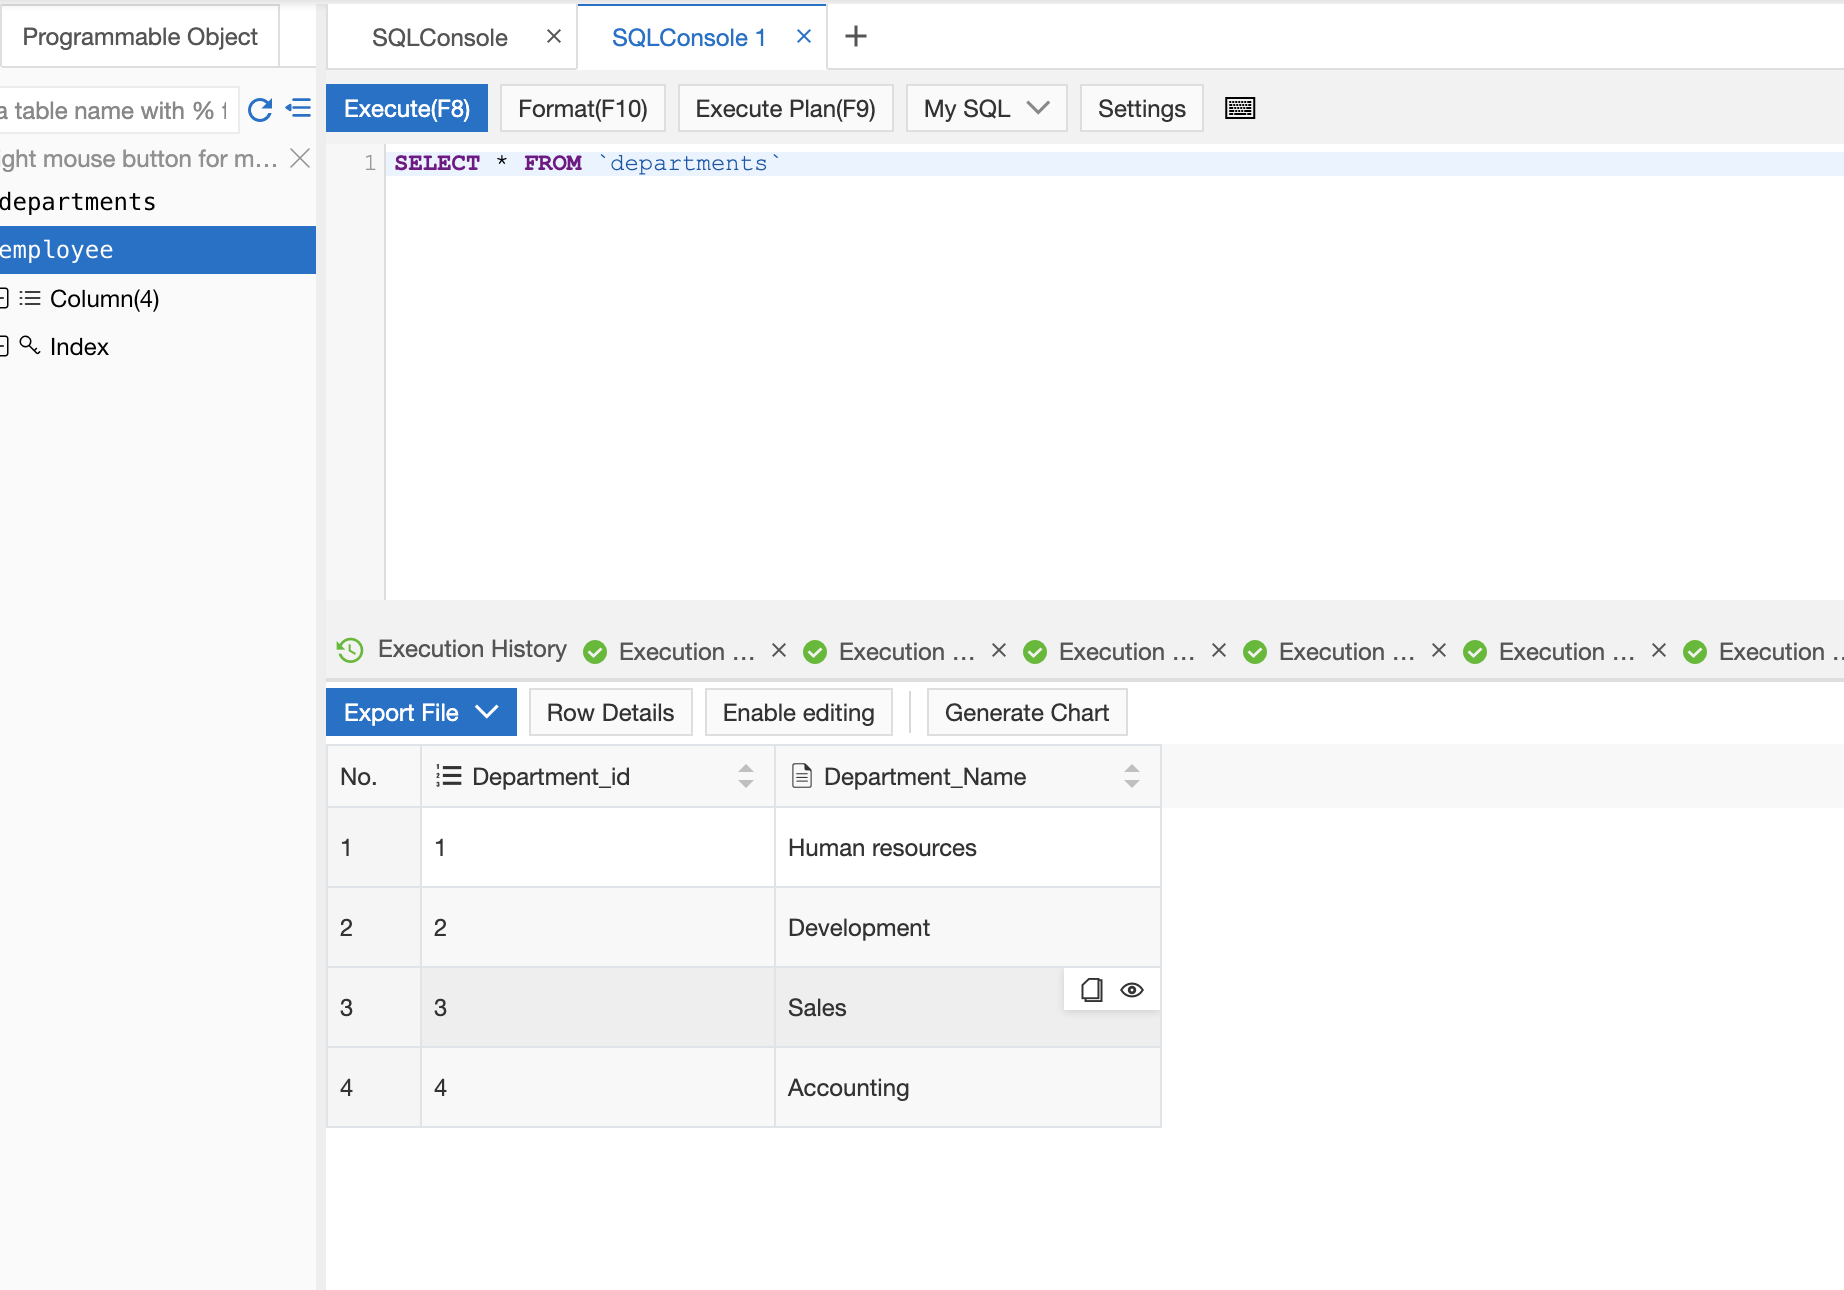 Programmable Object
SQLConsole
SQLConsole 1
a table name with %
Execute(F8)
Format(F10)
Execute Plan(F9)
My SQL
Settings
ght mouse button for m...
1 SELECT * FROM `departments`
departments
employee
Column(4)
Index
Execution History
Execution ...
Execution ...
Execution ...
Execution ...
Execution ...
Execution ..
Export File
Row Details
Enable editing
Generate Chart
No. Department_id Department_Name
1 1 Human resources
2 2 Development
3 3 Sales
4 4 Accounting